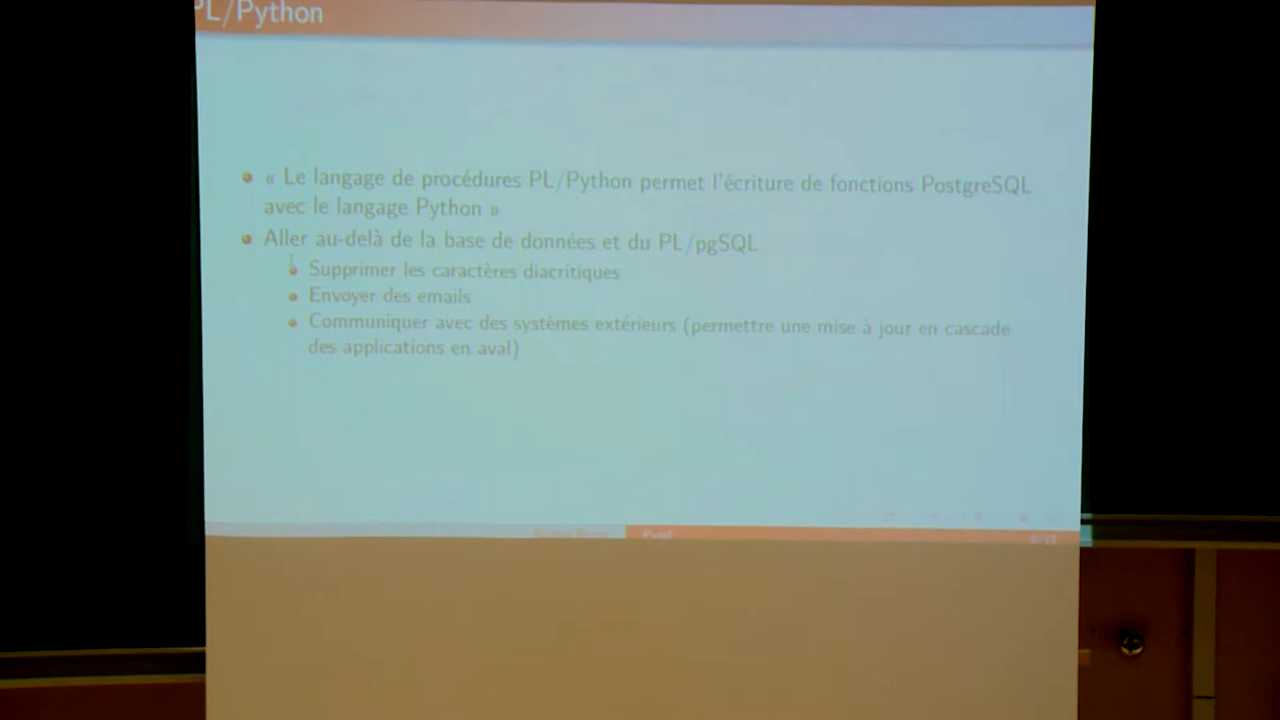 PL/Python
« Le langage de procédures PL/Python permet l'écriture de fonctions PostgreSQL
avec le langage Python »
Aller au-delà de la base de données et du PL/pgSQL
Supprimer les caractères diacritiques
Envoyer des emails
Communiquer avec des systèmes extérieurs (permettre une mise à jour en cascade
des applications en aval)